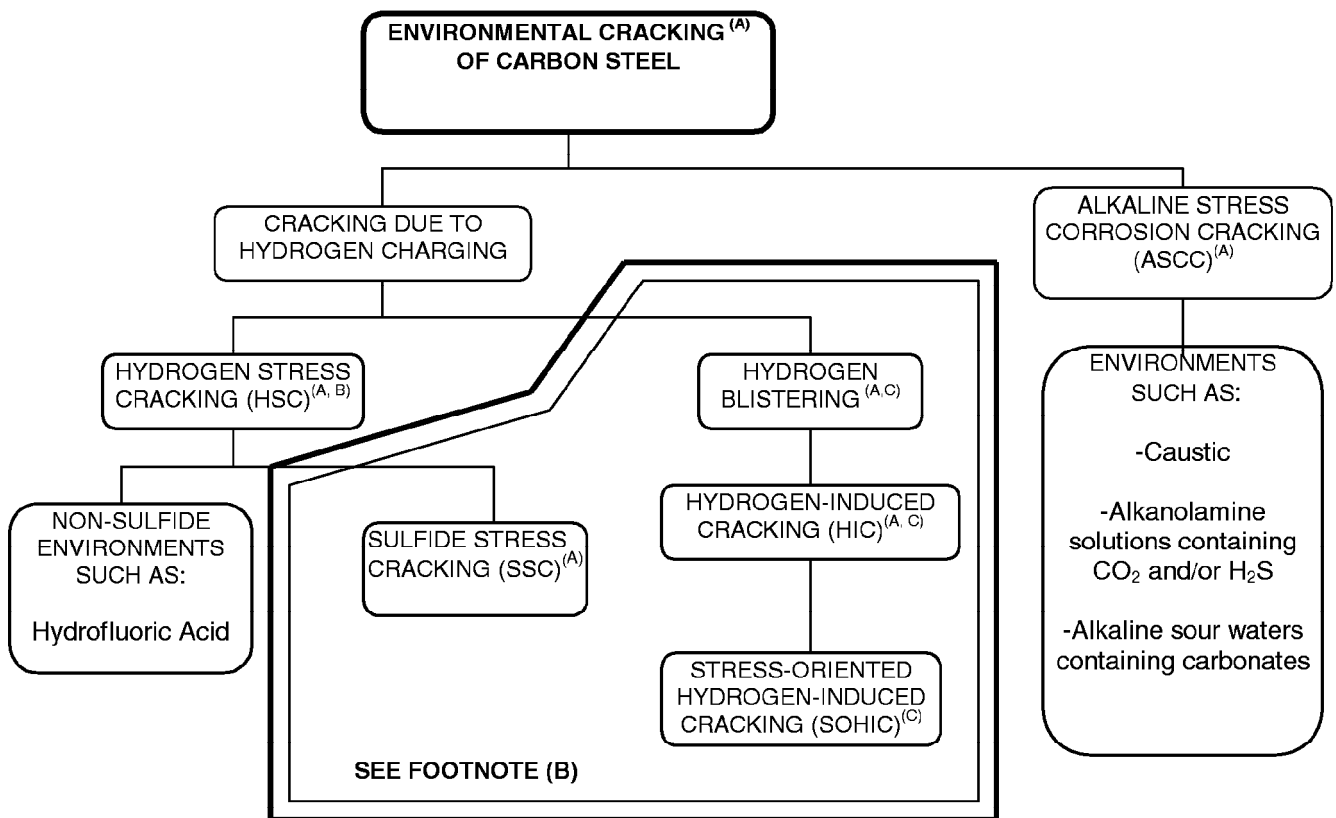 ENVIRONMENTAL CRACKING (A)
OF CARBON STEEL
CRACKING DUE TO
HYDROGEN CHARGING
ALKALINE STRESS
CORROSION CRACKING
(ASCC)(A)
HYDROGEN STRESS
CRACKING (HSC)(A, B)
HYDROGEN
BLISTERING (A,C)
ENVIRONMENTS
SUCH AS:
-Caustic
-Alkanolamine
solutions containing
CO₂ and/or H₂S
-Alkaline sour waters
containing carbonates
NON-SULFIDE
ENVIRONMENTS
SUCH AS:
Hydrofluoric Acid
SULFIDE STRESS
CRACKING (SSC)(A)
HYDROGEN-INDUCED
CRACKING (HIC)(A, C)
STRESS-ORIENTED
HYDROGEN-INDUCED
CRACKING (SOHIC)(C)
SEE FOOTNOTE (B)